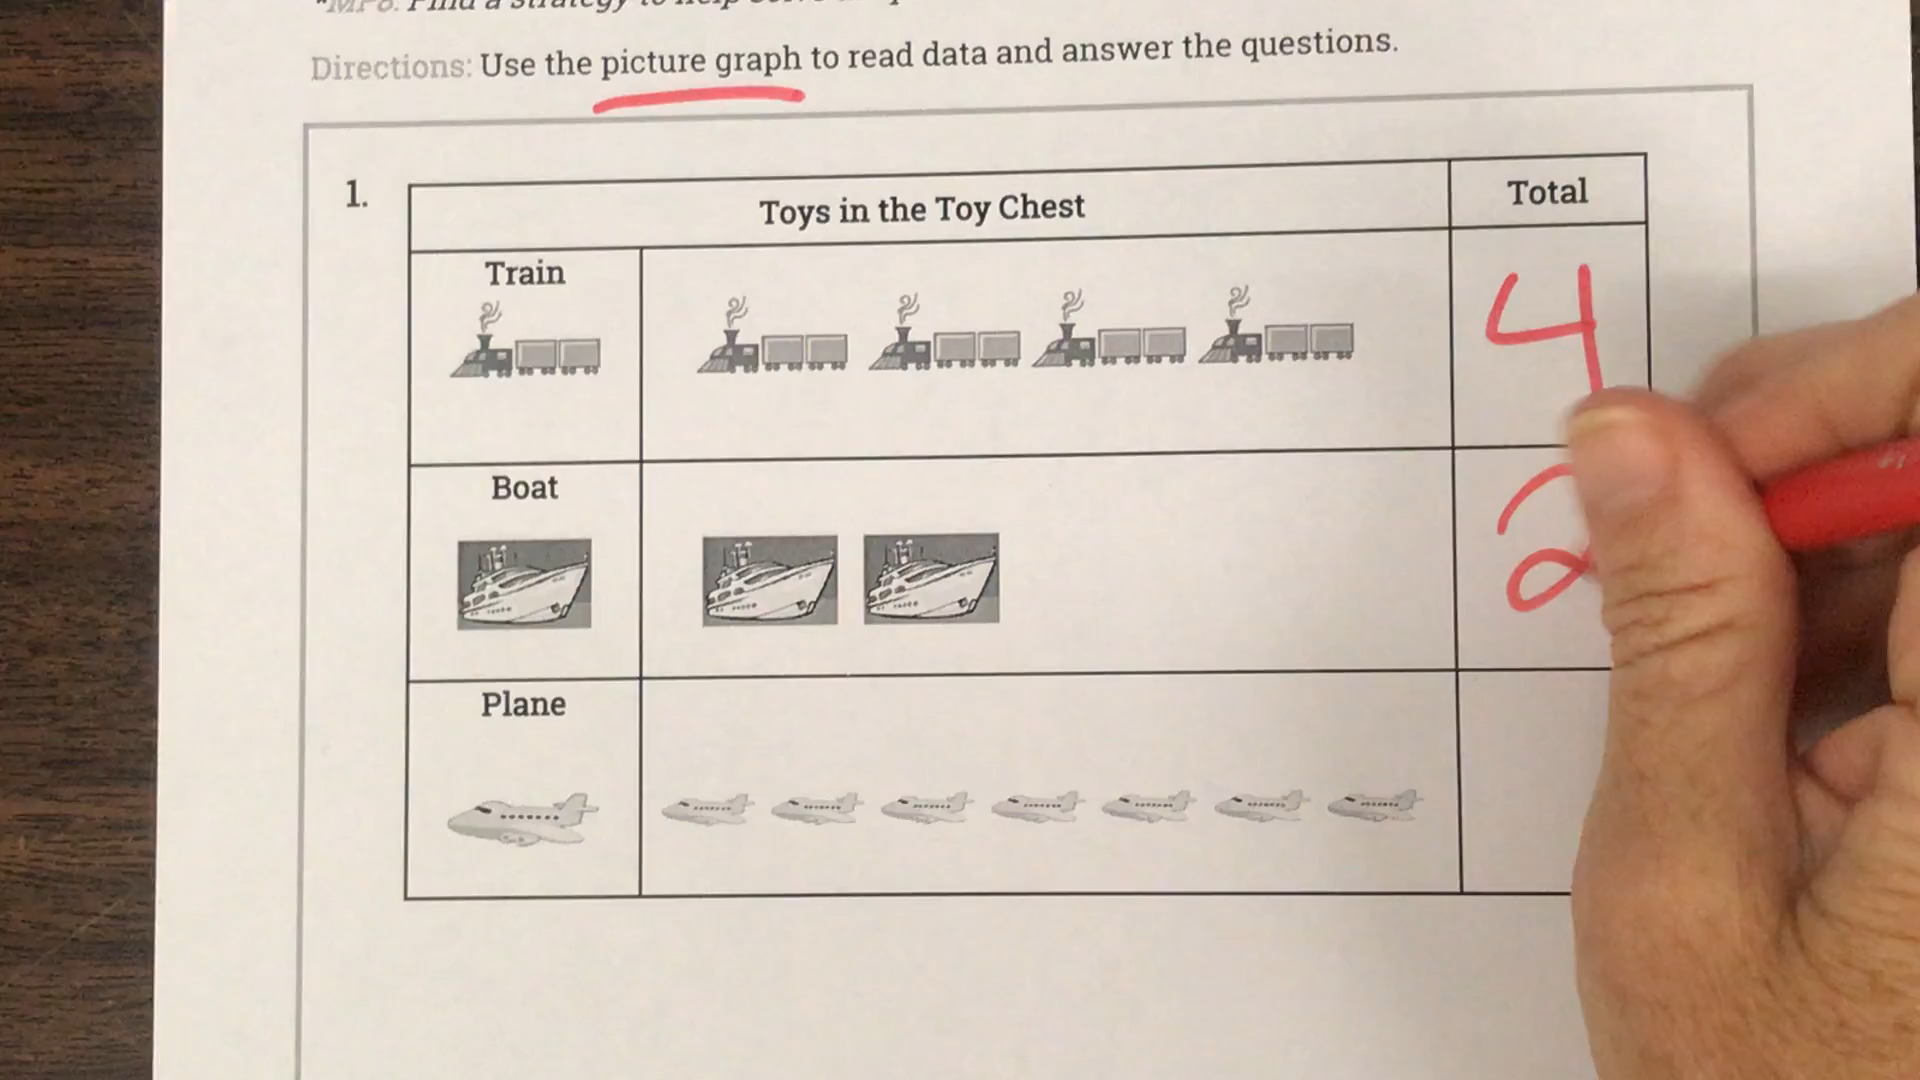 Directions: Use the picture graph to read data and answer the questions.
1.
Toys in the Toy Chest Total
Train
4
Boat
2
Plane